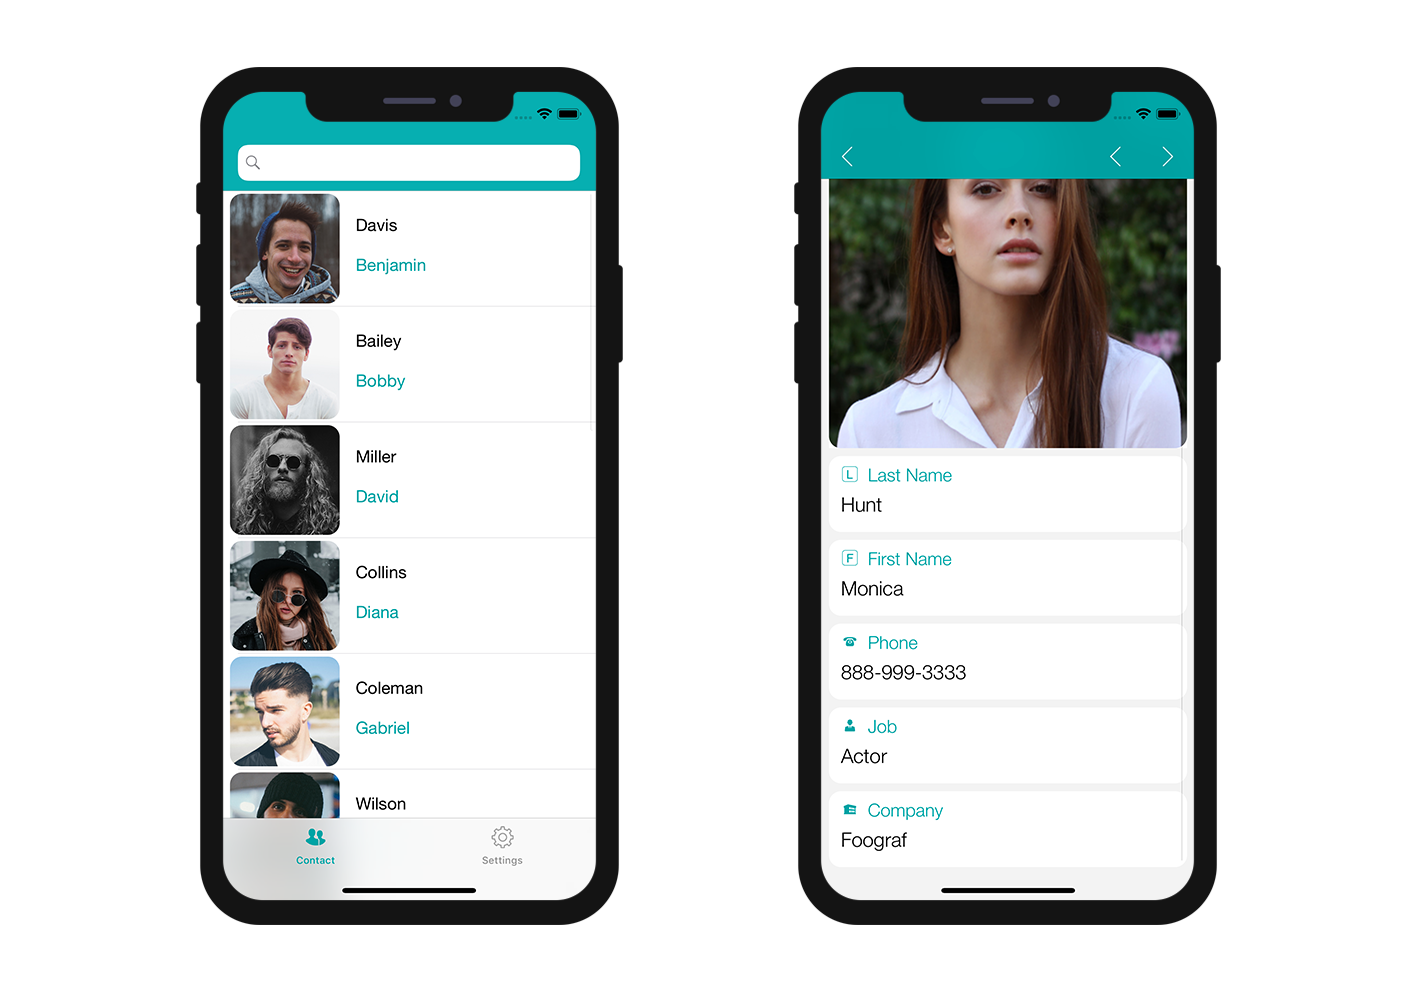 Davis
Benjamin
Bailey
Bobby
Miller
David
Collins
Diana
Coleman
Gabriel
Wilson
Contact
Settings
L Last Name
Hunt
F First Name
Monica
Phone
888-999-3333
Job
Actor
Company
Foograf